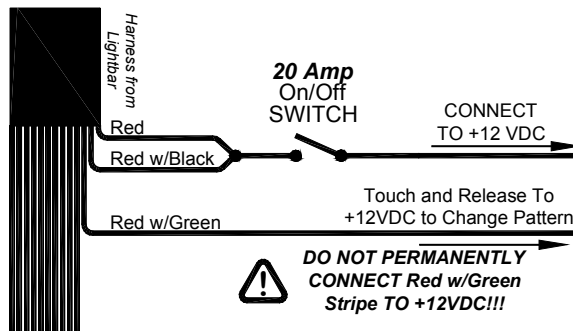 Harness from
Lightbar
20 Amp
On/Off
SWITCH
CONNECT
TO +12 VDC
Red
Red w/Black
Touch and Release To
+12VDC to Change Pattern
Red w/Green
DO NOT PERMANENTLY
CONNECT Red w/Green
Stripe TO +12VDC!!!